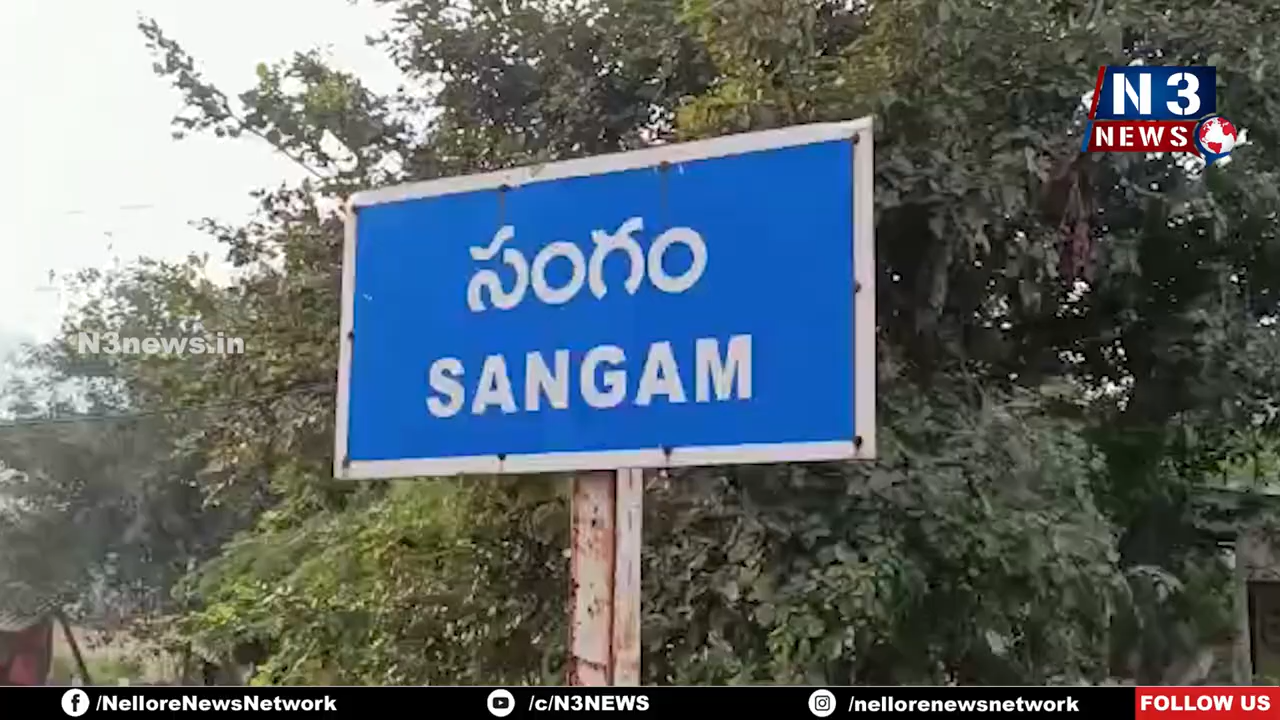 N3
NEWS
సంగం
SANGAM
N3news.in
/NelloreNewsNetwork
/c/N3NEWS
/nellorenewsnetwork
FOLLOW US